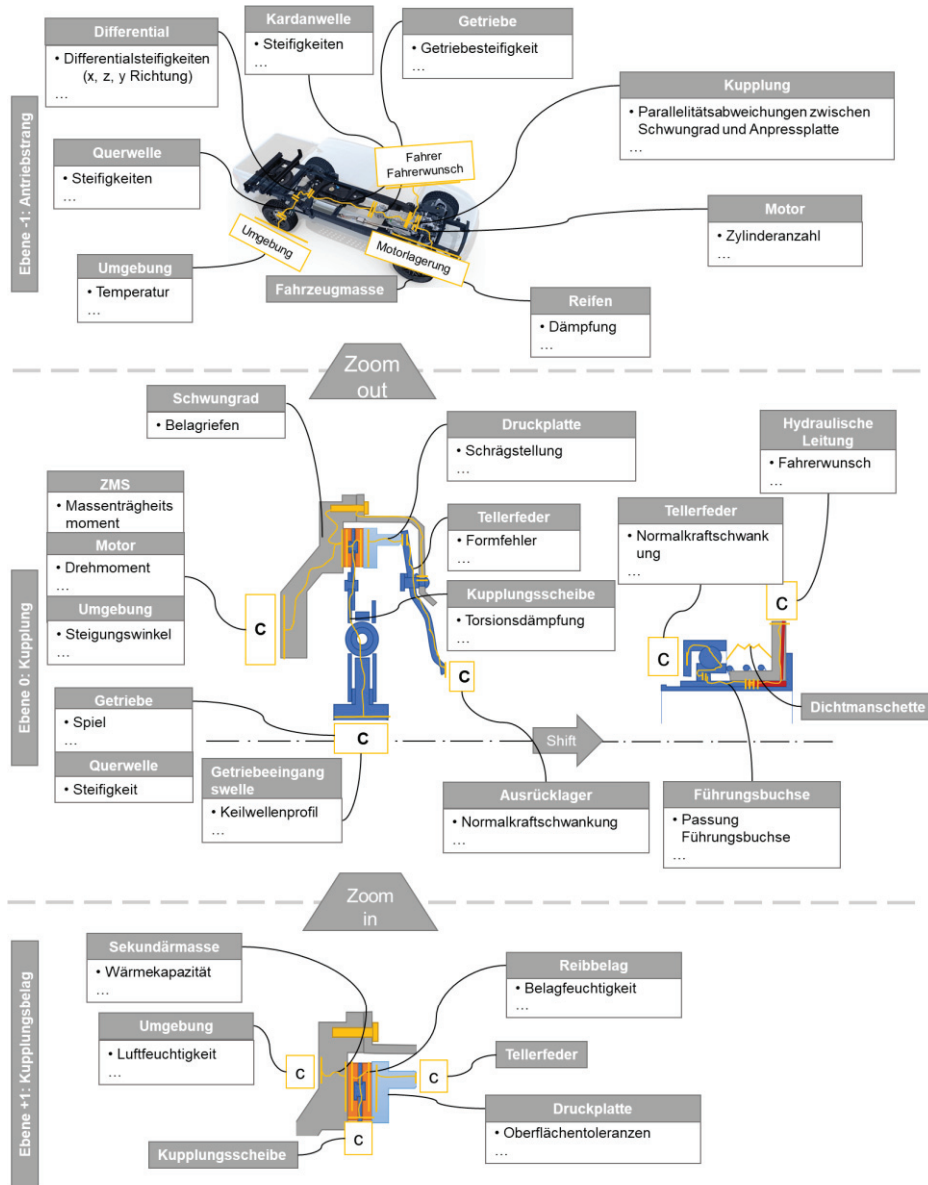 Ebene -1: Antriebstrang
Differential
• Differentialsteifigkeiten
(x, z, y Richtung)
…
Kardanwelle
• Steifigkeiten
…
Getriebe
• Getriebesteifigkeit
…
Kupplung
• Parallelitätsabweichungen zwischen
Schwungrad und Anpressplatte
…
Querwelle
• Steifigkeiten
…
Fahrer
Fahrerwunsch
Umgebung
Motorlagerung
Motor
• Zylinderanzahl
…
Umgebung
• Temperatur
…
Fahrzeugmasse
Reifen
• Dämpfung
…
Zoom
out
Ebene 0: Kupplung
Schwungrad
• Belagriefen
Druckplatte
• Schrägstellung
…
Hydraulische
Leitung
• Fahrerwunsch
…
ZMS
• Massenträgheits
moment
Motor
• Drehmoment
…
Umgebung
• Steigungswinkel
…
Tellerfeder
• Formfehler
…
Kupplungsscheibe
• Torsionsdämpfung
…
Tellerfeder
• Normalkraftschwank
ung
…
C
C
C
C
C
Dichtmanschette
Getriebe
• Spiel
…
Querwelle
• Steifigkeit
…
Getriebeeingang
swelle
• Keilwellenprofil
…
Shift
Ausrücklager
• Normalkraftschwankung
…
Führungsbuchse
• Passung
Führungsbuchse
…
Zoom
in
Ebene +1: Kupplungsbelag
Sekundärmasse
• Wärmekapazität
…
Reibbelag
• Belagfeuchtigkeit
…
Umgebung
• Luftfeuchtigkeit
…
C
C
Tellerfeder
C
Kupplungsscheibe
Druckplatte
• Oberflächentoleranzen
…